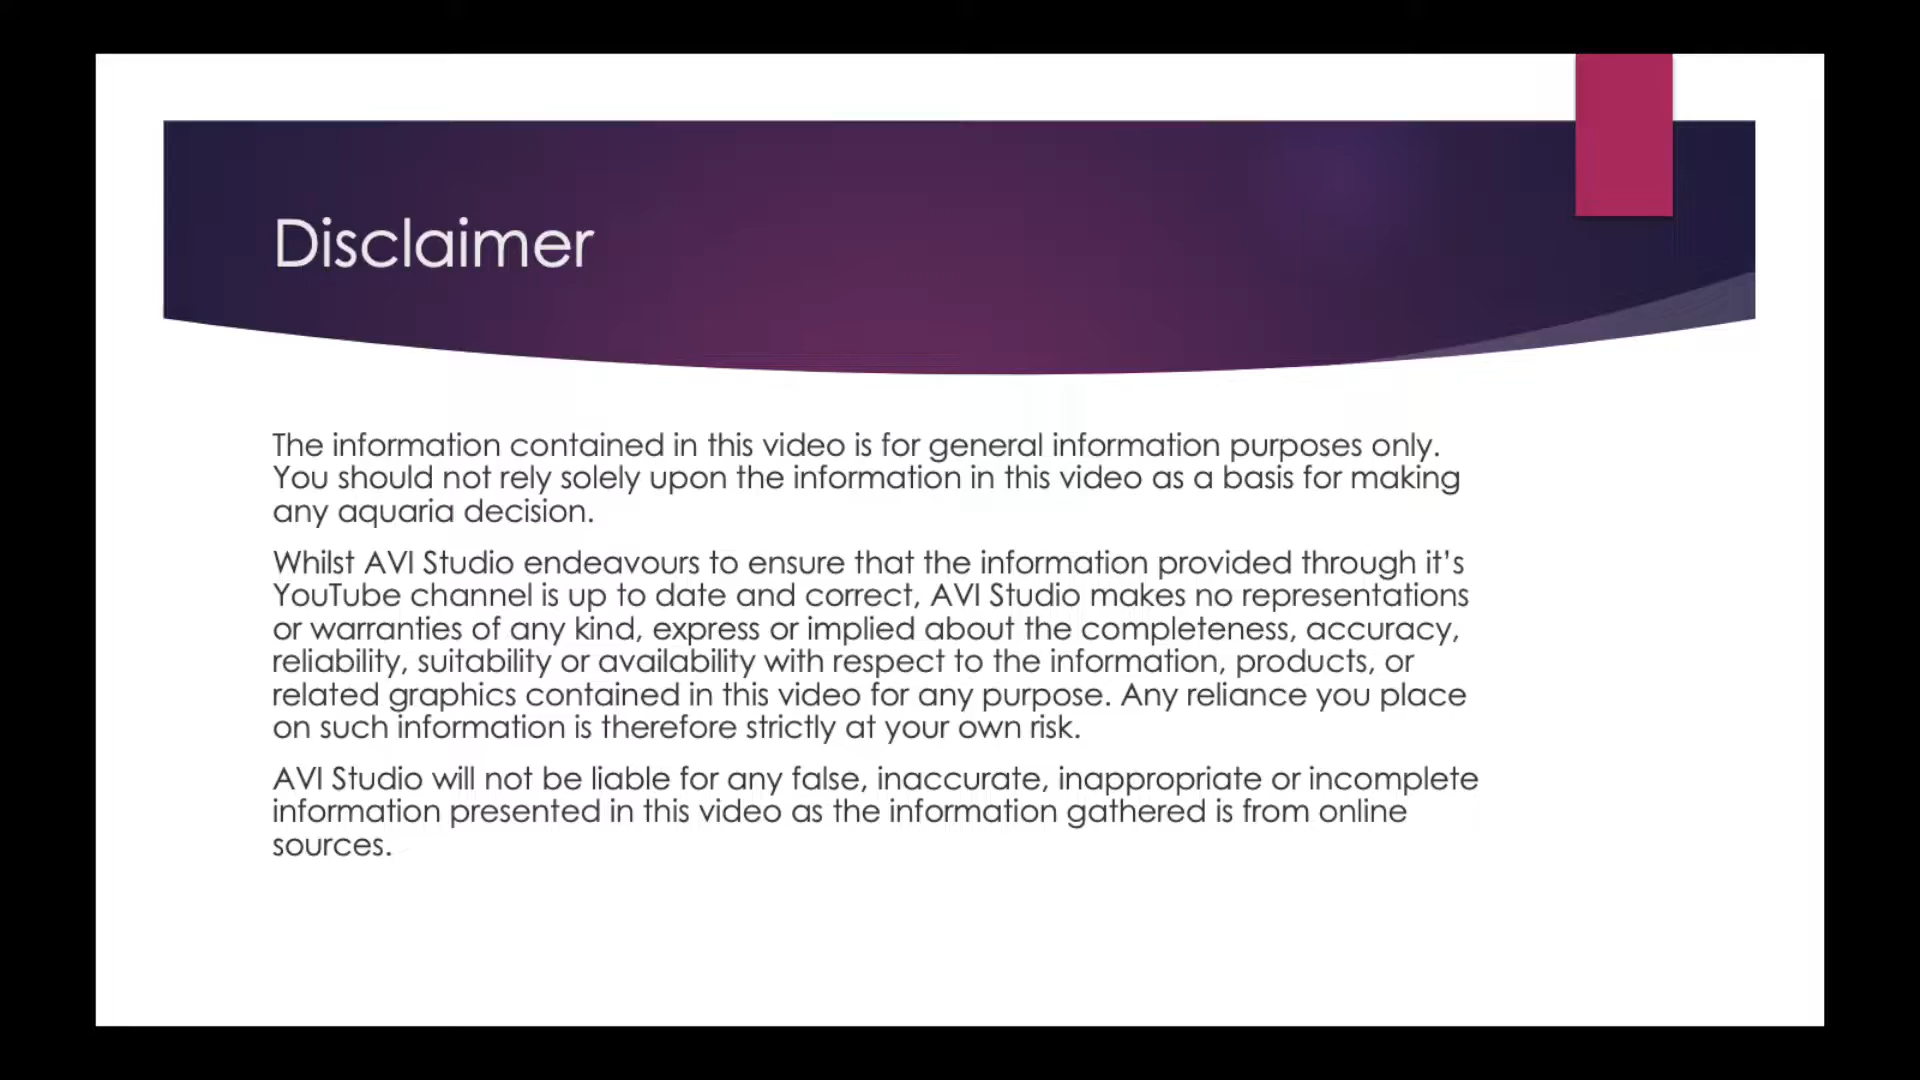 Disclaimer
The information contained in this video is for general information purposes only.
You should not rely solely upon the information in this video as a basis for making
any aquaria decision.
Whilst AVI Studio endeavours to ensure that the information provided through it’s
YouTube channel is up to date and correct, AVI Studio makes no representations
or warranties of any kind, express or implied about the completeness, accuracy,
reliability, suitability or availability with respect to the information, products, or
related graphics contained in this video for any purpose. Any reliance you place
on such information is therefore strictly at your own risk.
AVI Studio will not be liable for any false, inaccurate, inappropriate or incomplete
information presented in this video as the information gathered is from online
sources.